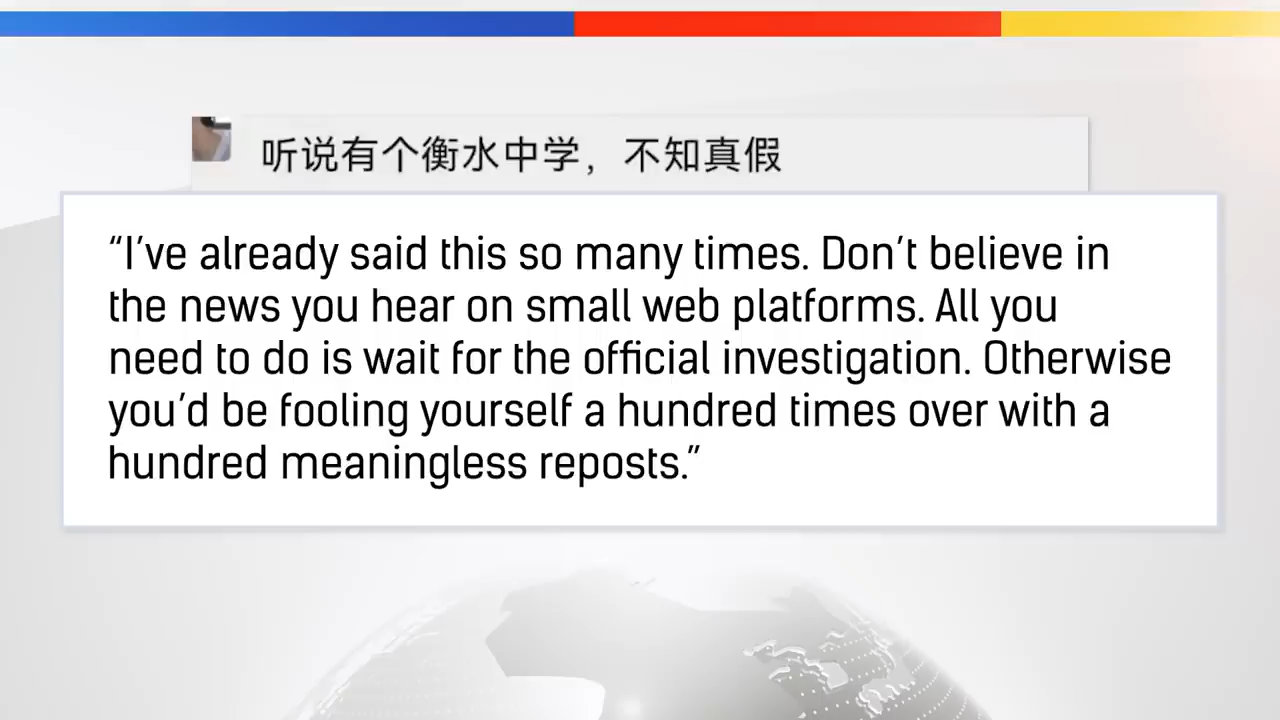 听说有个衡水中学，不知真假
“I’ve already said this so many times. Don’t believe in
the news you hear on small web platforms. All you
need to do is wait for the official investigation. Otherwise
you’d be fooling yourself a hundred times over with a
hundred meaningless reposts.”